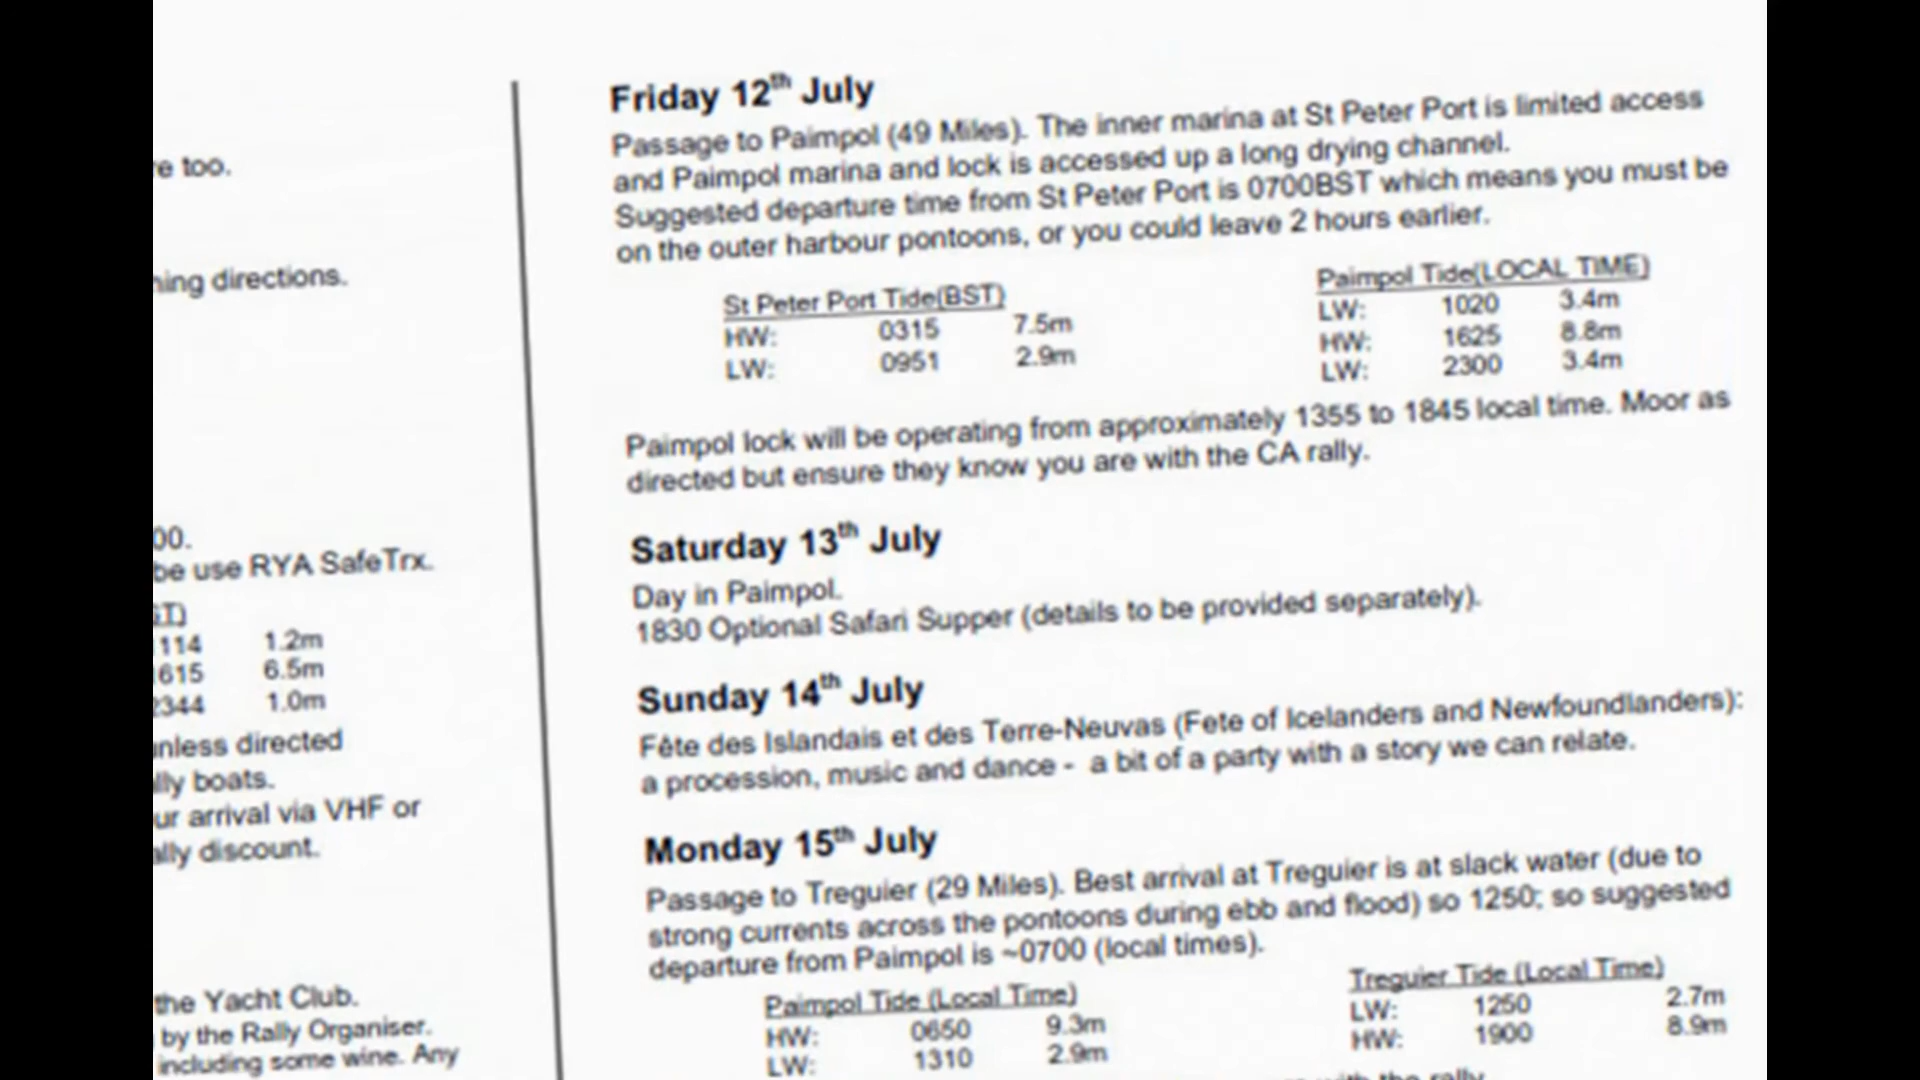 re too.
ning directions.
00.
be use RYA SafeTrx.
ST)
1114 1.2m
1615 6.5m
2344 1.0m
unless directed
lly boats.
ur arrival via VHF or
ally discount.
the Yacht Club.
by the Rally Organiser.
including some wine. Any
Friday 12th July
Passage to Paimpol (49 Miles). The inner marina at St Peter Port is limited access
and Paimpol marina and lock is accessed up a long drying channel.
Suggested departure time from St Peter Port is 0700BST which means you must be
on the outer harbour pontoons, or you could leave 2 hours earlier.
St Peter Port Tide(BST)
HW: 0315 7.5m
LW: 0951 2.9m
Paimpol Tide(LOCAL TIME)
LW: 1020 3.4m
HW: 1625 8.8m
LW: 2300 3.4m
Paimpol lock will be operating from approximately 1355 to 1845 local time. Moor as
directed but ensure they know you are with the CA rally.
Saturday 13th July
Day in Paimpol.
1830 Optional Safari Supper (details to be provided separately).
Sunday 14th July
Fête des Islandais et des Terre-Neuvas (Fete of Icelanders and Newfoundlanders):
a procession, music and dance - a bit of a party with a story we can relate.
Monday 15th July
Passage to Treguier (29 Miles). Best arrival at Treguier is at slack water (due to
strong currents across the pontoons during ebb and flood) so 1250; so suggested
departure from Paimpol is ~0700 (local times).
Paimpol Tide (Local Time)
HW: 0650 9.3m
LW: 1310 2.9m
Treguier Tide (Local Time)
LW: 1250 2.7m
HW: 1900 8.9m
with the rally